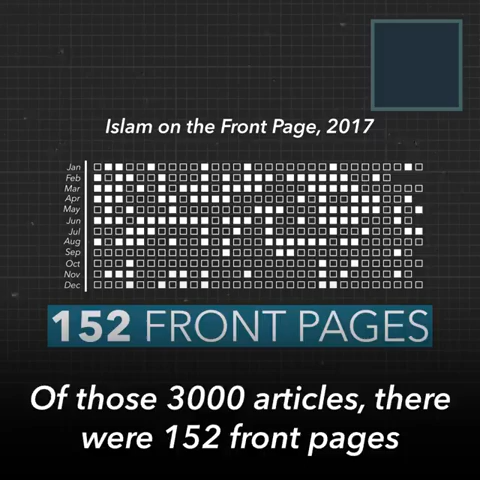 Islam on the Front Page, 2017
Jan
Feb
Mar
Apr
May
Jun
Jul
Aug
Sep
Oct
Nov
Dec
152 FRONT PAGES
Of those 3000 articles, there
were 152 front pages